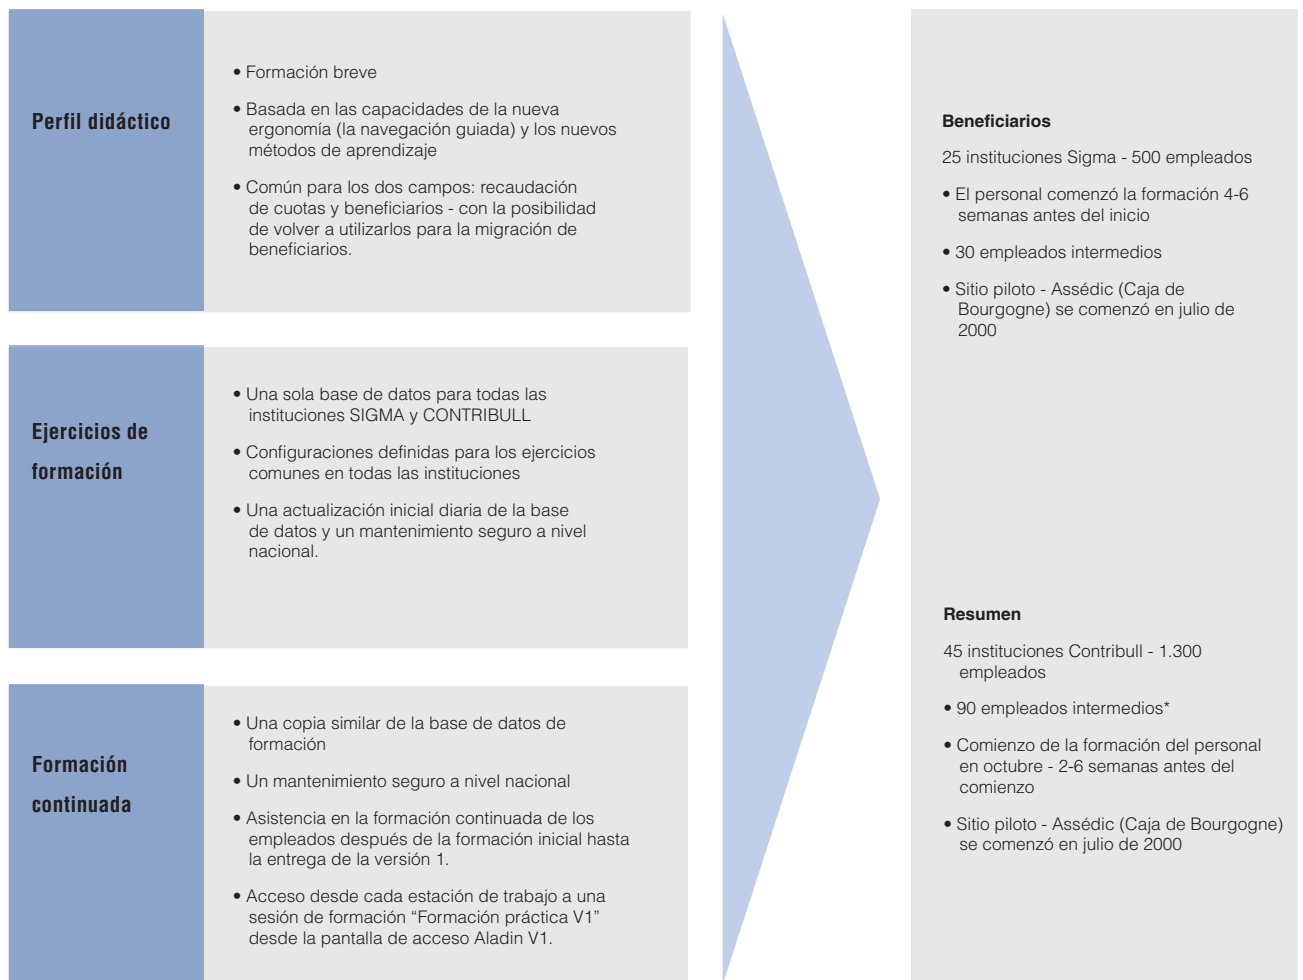 Perfil didáctico
• Formación breve
• Basada en las capacidades de la nueva
ergonomía (la navegación guiada) y los nuevos
métodos de aprendizaje
• Común para los dos campos: recaudación
de cuotas y beneficiarios - con la posibilidad
de volver a utilizarlos para la migración de
beneficiarios.
Ejercicios de
formación
• Una sola base de datos para todas las
instituciones SIGMA y CONTRIBULL
• Configuraciones definidas para los ejercicios
comunes en todas las instituciones
• Una actualización inicial diaria de la base
de datos y un mantenimiento seguro a nivel
nacional.
Formación
continuada
• Una copia similar de la base de datos de
formación
• Un mantenimiento seguro a nivel nacional
• Asistencia en la formación continuada de los
empleados después de la formación inicial hasta
la entrega de la versión 1.
• Acceso desde cada estación de trabajo a una
sesión de formación “Formación práctica V1”
desde la pantalla de acceso Aladin V1.
Beneficiarios
25 instituciones Sigma - 500 empleados
• El personal comenzó la formación 4-6
semanas antes del inicio
• 30 empleados intermedios
• Sitio piloto - Assédic (Caja de
Bourgogne) se comenzó en julio de
2000
Resumen
45 instituciones Contribull - 1.300
empleados
• 90 empleados intermedios*
• Comienzo de la formación del personal
en octubre - 2-6 semanas antes del
comienzo
• Sitio piloto - Assédic (Caja de Bourgogne)
se comenzó en julio de 2000